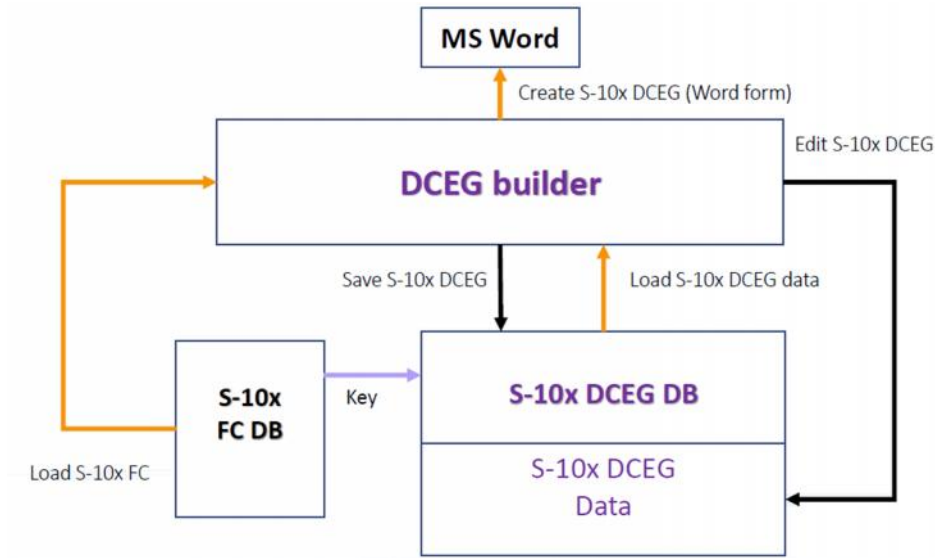 MS Word
Create S-10x DCEG (Word form)
Edit S-10x DCEG
DCEG builder
Save S-10x DCEG
Load S-10x DCEG data
S-10x
FC DB
Key
S-10x DCEG DB
Load S-10x FC
S-10x DCEG
Data